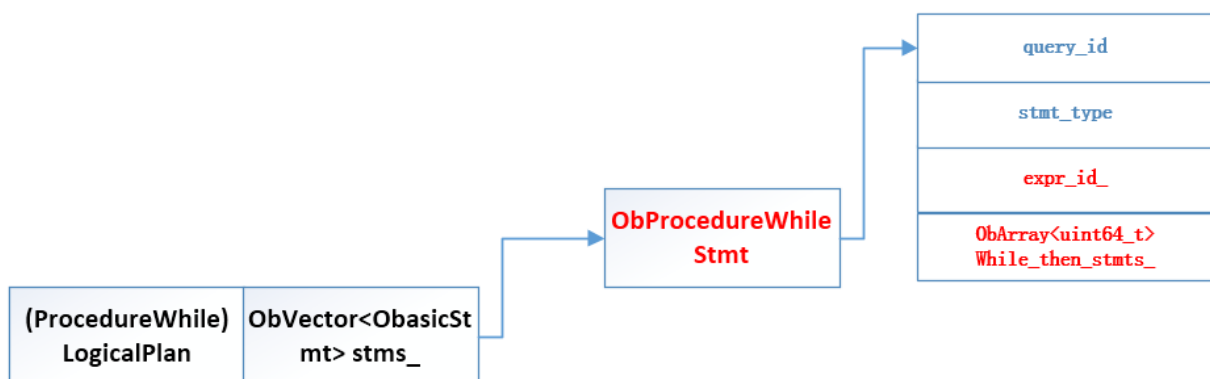 query_id
stmt_type
expr_id_
ObArray<uint64_t>
While_then_stmts_
ObProcedureWhile
Stmt
(ProcedureWhile)
LogicalPlan
ObVector<ObasicSt
mt> stms_